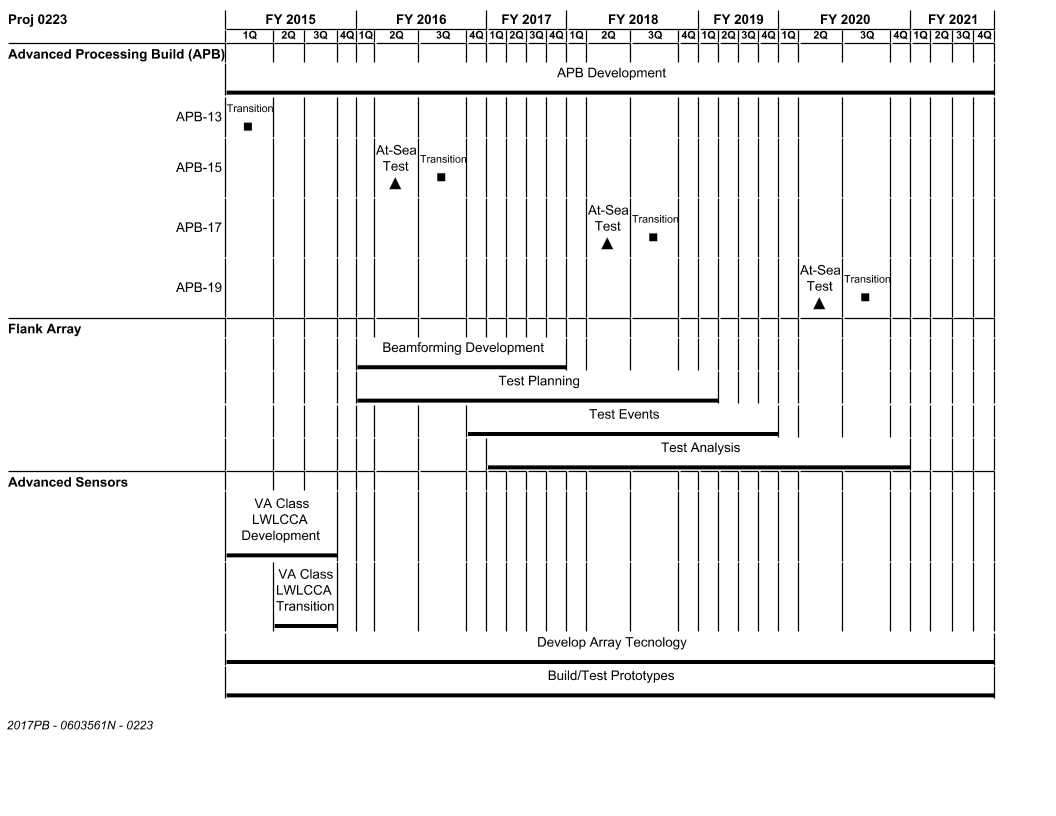 Proj 0223 FY 2015 FY 2016 FY 2017 FY 2018 FY 2019 FY 2020 FY 2021
1Q 2Q 3Q 4Q 1Q 2Q 3Q 4Q 1Q 2Q 3Q 4Q 1Q 2Q 3Q 4Q 1Q 2Q 3Q 4Q 1Q 2Q 3Q 4Q 1Q 2Q 3Q 4Q
Advanced Processing Build (APB)
APB Development
APB-13
Transition
APB-15
At-Sea
Test
Transition
APB-17
At-Sea
Test
Transition
APB-19
At-Sea
Test
Transition
Flank Array
Beamforming Development
Test Planning
Test Events
Test Analysis
Advanced Sensors
VA Class
LWLCCA
Development
VA Class
LWLCCA
Transition
Develop Array Tecnology
Build/Test Prototypes
2017PB - 0603561N - 0223